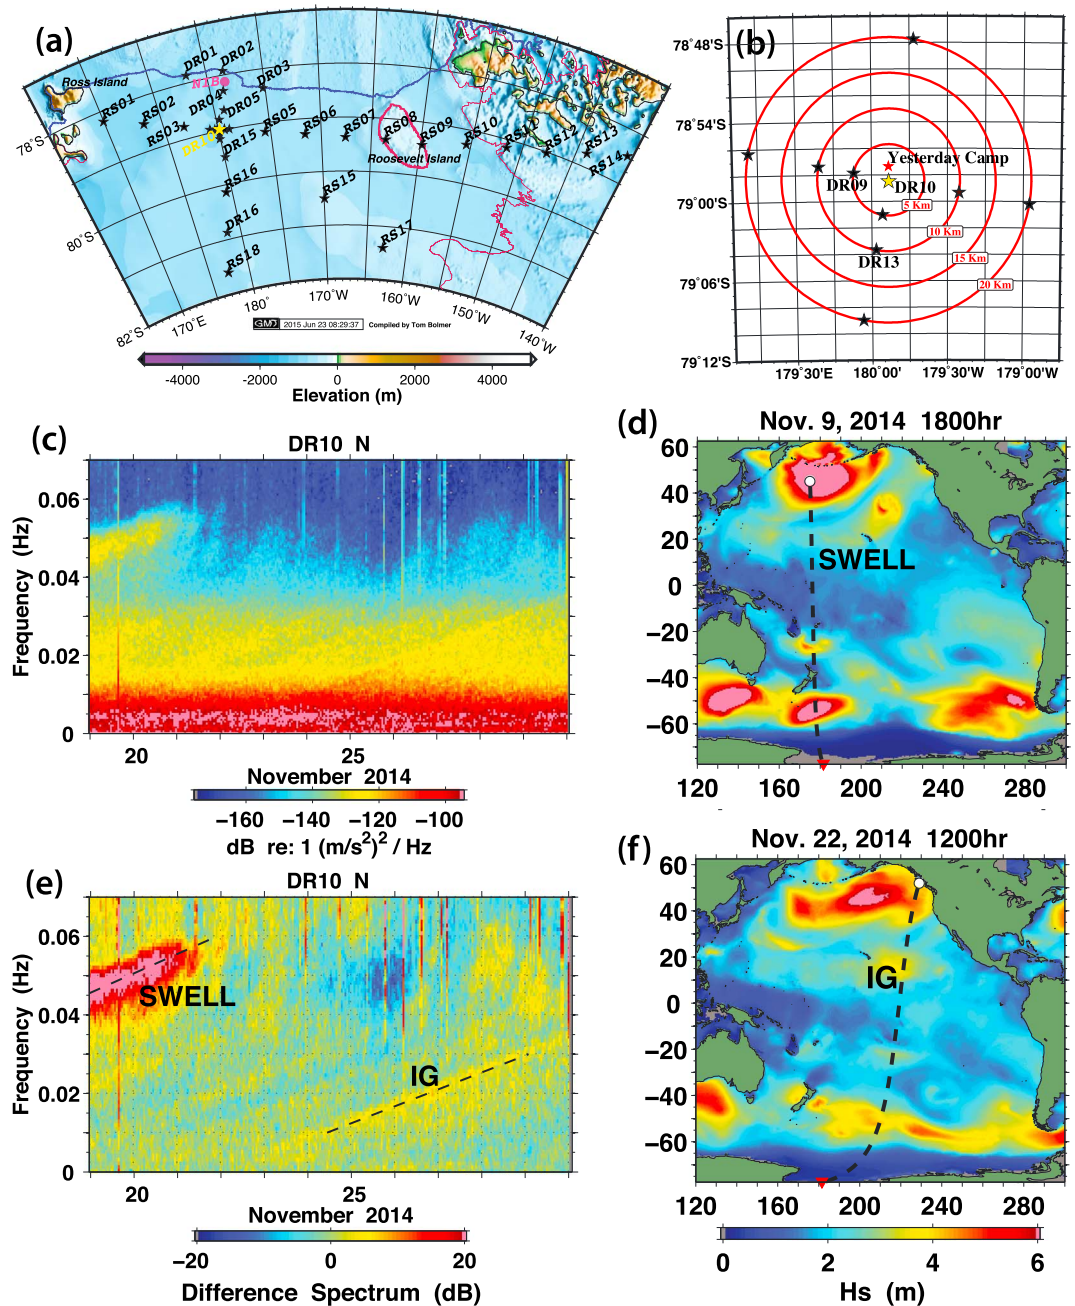 (a)
Ross Island
DR01
DR02
NIB
DR03
RS01
RS02
RS03
DR04
DR05
RS05
RS06
RS07
RS08
RS09
RS10
RS12
RS13
RS14
DR15
Roosevelt Island
RS16
RS15
DR16
RS17
RS18
78°S
80°S
82°S
170°E
180°
170°W
160°W
150°W
140°W
GMT 2015 Jun 23 08:29:37 Compiled by Tom Bolmer
-4000 -2000 0 2000 4000
Elevation (m)
(b)
78°48'S
78°54'S
79°00'S
79°06'S
79°12'S
Yesterday Camp
DR09
DR10
DR13
5 Km
10 Km
15 Km
20 Km
179°30'E 180°00' 179°30'W 179°00'W
(c)
DR10 N
0.06
0.04
0.02
0
Frequency (Hz)
20 25
November 2014
−160 −140 −120 −100
dB re: 1 (m/s²)² / Hz
(d)
Nov. 9, 2014 1800hr
60
40
20
0
−20
−40
−60
SWELL
120 160 200 240 280
(e)
DR10 N
0.06
0.04
0.02
0
Frequency (Hz)
SWELL
IG
20 25
November 2014
−20 0 20
Difference Spectrum (dB)
(f)
Nov. 22, 2014 1200hr
60
40
20
0
−20
−40
−60
IG
120 160 200 240 280
0 2 4 6
Hs (m)